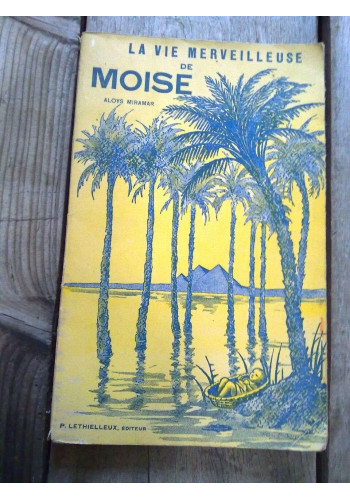 LA VIE MERVEILLEUSE
DE
MOISE
ALOYS MIRAMAR
P. LETHIELLEUX, EDITEUR